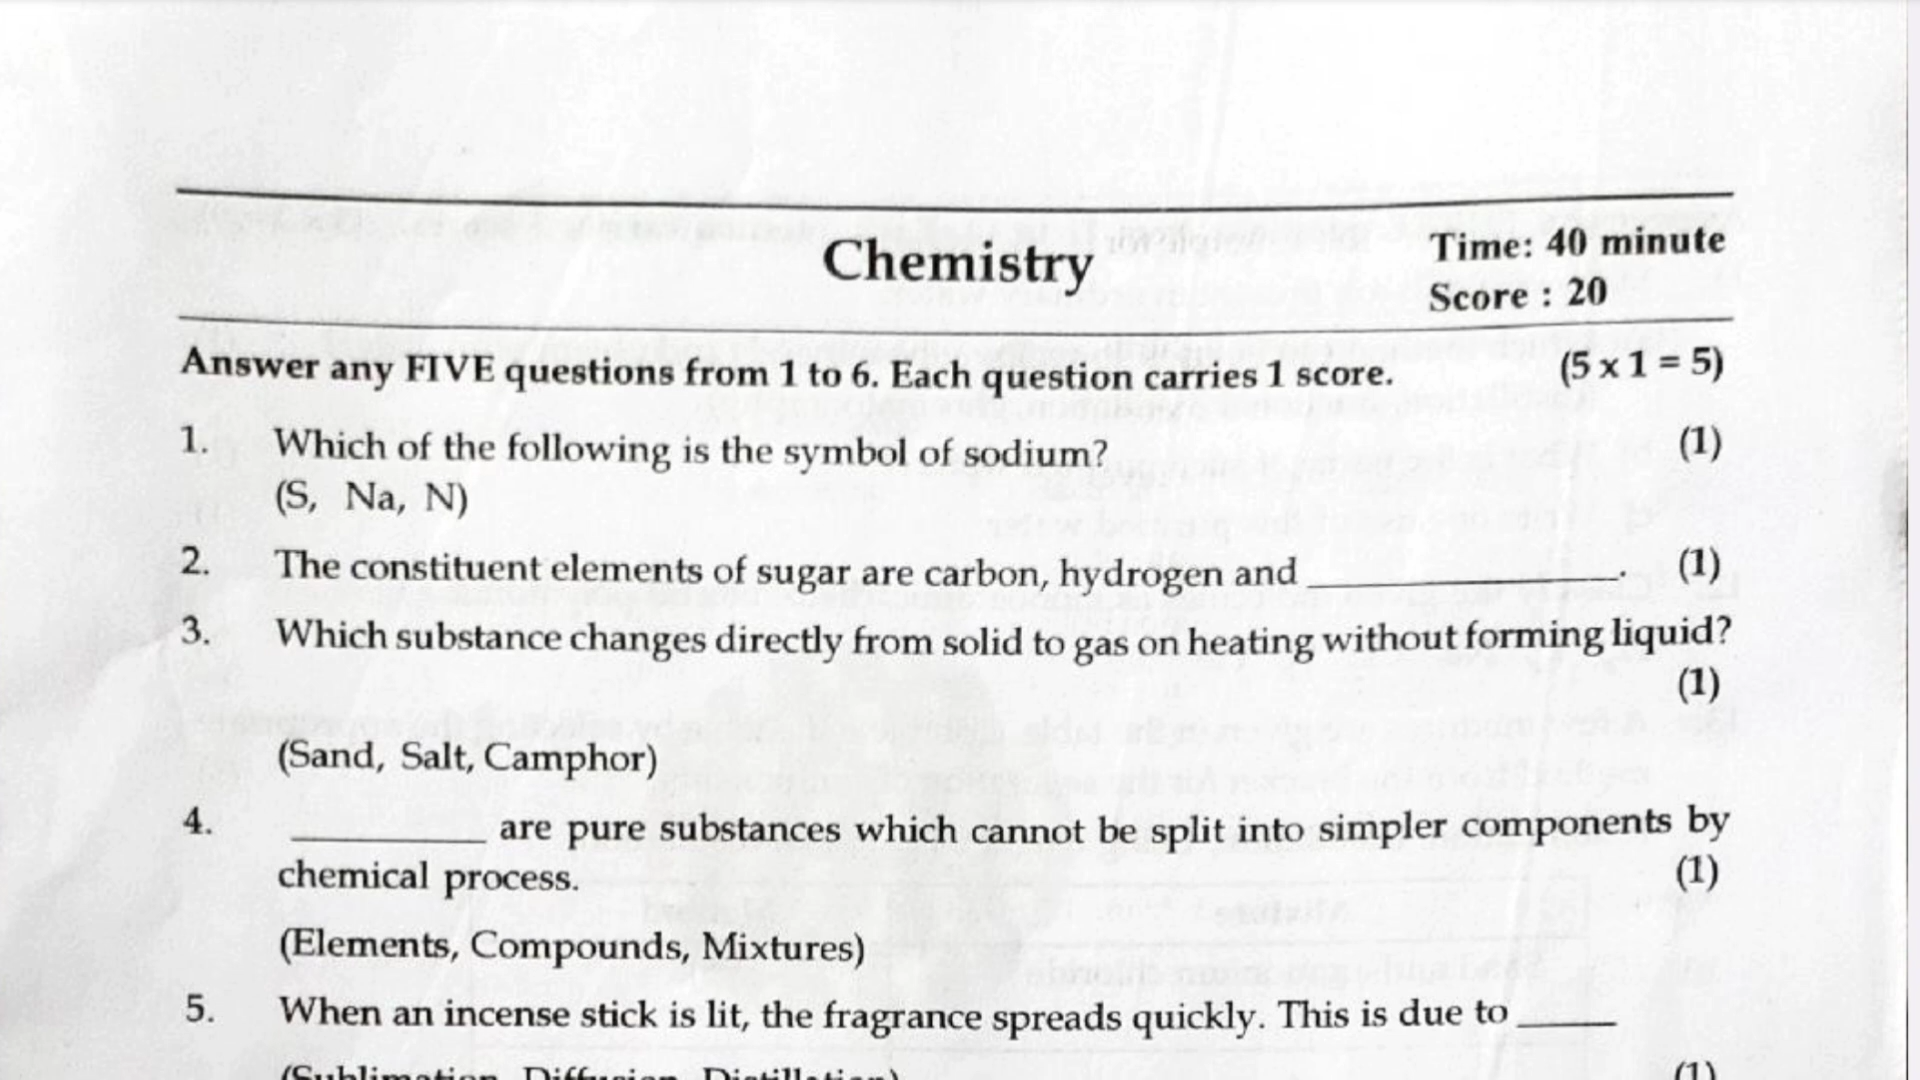 Chemistry
Time: 40 minute
Score : 20
Answer any FIVE questions from 1 to 6. Each question carries 1 score. (5 x 1 = 5)
1. Which of the following is the symbol of sodium? (1)
(S, Na, N)
2. The constituent elements of sugar are carbon, hydrogen and ____________. (1)
3. Which substance changes directly from solid to gas on heating without forming liquid?
(1)
(Sand, Salt, Camphor)
4. ________ are pure substances which cannot be split into simpler components by
chemical process. (1)
(Elements, Compounds, Mixtures)
5. When an incense stick is lit, the fragrance spreads quickly. This is due to ____
(Sublimation, Diffusion, Distillation) (1)